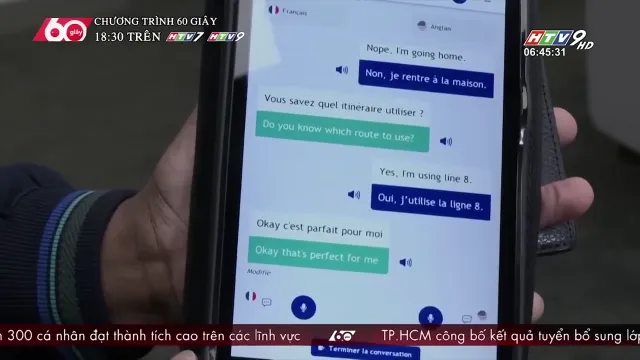 60 giây
CHƯƠNG TRÌNH 60 GIÂY
18:30 TRÊN HTV7 HTV9
HTV9 HD
06:45:31
Français
Anglais
Nope, I'm going home.
Non, je rentre à la maison.
Vous savez quel itineraire utiliser ?
Do you know which route to use?
Yes, I'm using line 8.
Oui, j'utilise la ligne 8.
Okay c'est parfait pour moi
Okay that's perfect for me
Modifié
300 cá nhân đạt thành tích cao trên các lĩnh vực
60
TP.HCM công bố kết quả tuyển bổ sung lớp
Terminer la conversation